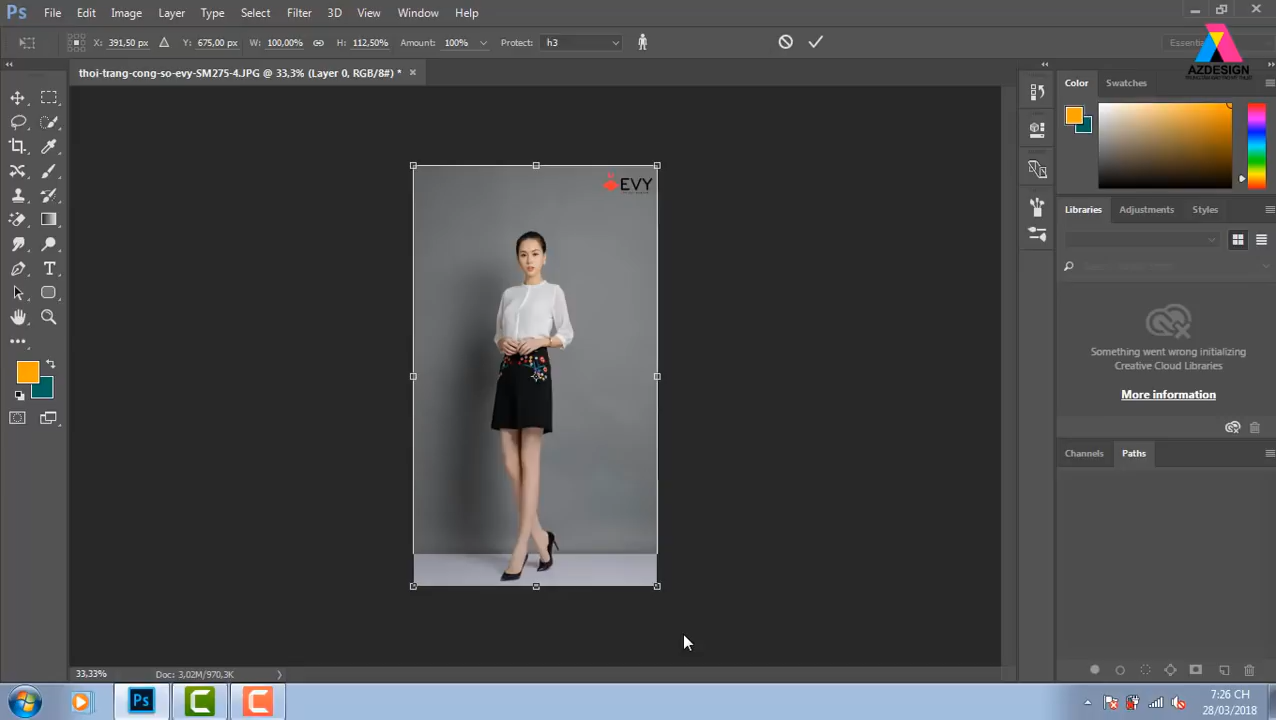 Ps File Edit Image Layer Type Select Filter 3D View Window Help
X: 391,50 px Y: 675,00 px W: 100,00% H: 112,50% Amount: 100% Protect: h3 Essenti
AZDESIGN
thoi-trang-cong-so-evy-SM275-4.JPG @ 33,3% (Layer 0, RGB/8#) *
Color Swatches
EVY
Libraries Adjustments Styles
Something went wrong initializing
Creative Cloud Libraries
More information
Channels Paths
33,33% Doc: 3,02M/970,3K
Ps
7:26 CH
28/03/2018